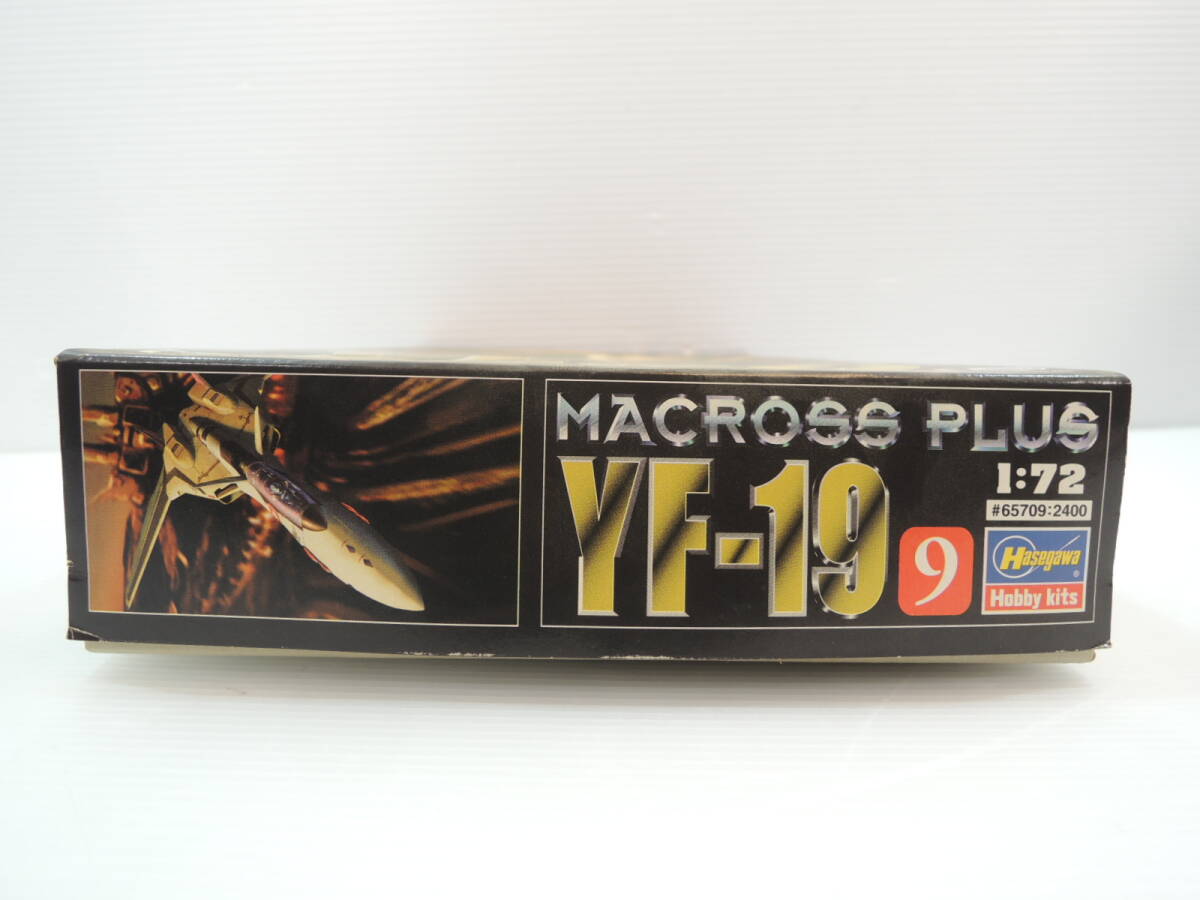 MACROSS PLUS
YF-19
1:72
#65709:2400
9
Hasegawa
®
Hobby kits